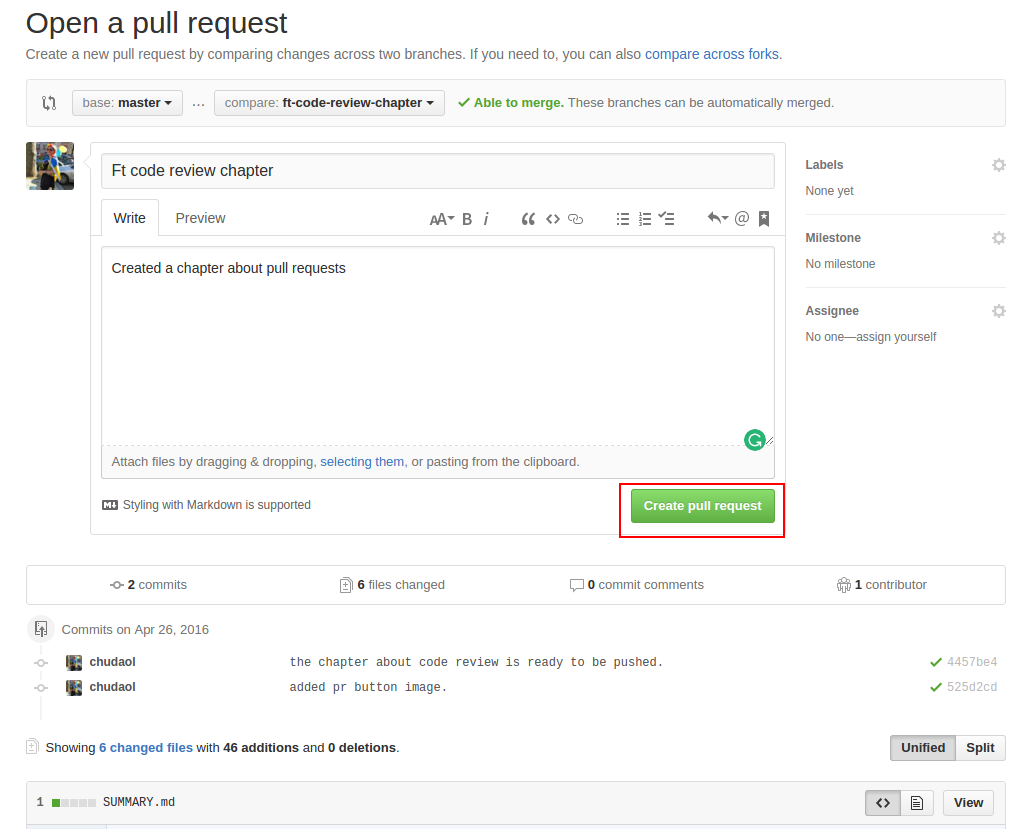 Open a pull request
Create a new pull request by comparing changes across two branches. If you need to, you can also compare across forks.
base: master ... compare: ft-code-review-chapter Able to merge. These branches can be automatically merged.
Ft code review chapter
Write Preview AA B i @
Created a chapter about pull requests
Attach files by dragging & dropping, selecting them, or pasting from the clipboard.
Styling with Markdown is supported
Create pull request
Labels
None yet
Milestone
No milestone
Assignee
No one—assign yourself
2 commits 6 files changed 0 commit comments 1 contributor
Commits on Apr 26, 2016
chudaol the chapter about code review is ready to be pushed. 4457be4
chudaol added pr button image. 525d2cd
Showing 6 changed files with 46 additions and 0 deletions. Unified Split
1 SUMMARY.md <> View